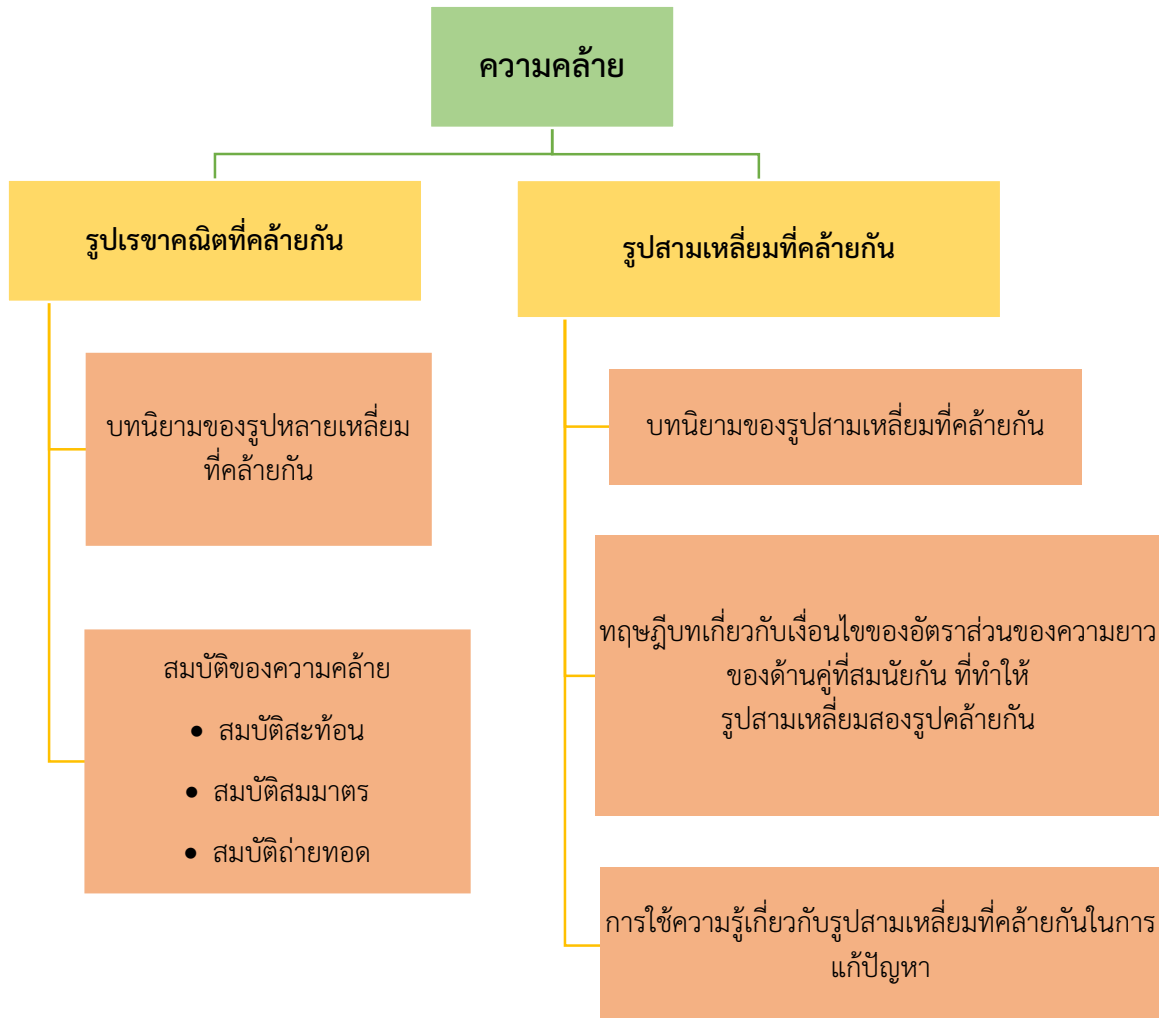 ความคล้าย
รูปเรขาคณิตที่คล้ายกัน
บทนิยามของรูปหลายเหลี่ยม
ที่คล้ายกัน
สมบัติของความคล้าย
● สมบัติสะท้อน
● สมบัติสมมาตร
● สมบัติถ่ายทอด
รูปสามเหลี่ยมที่คล้ายกัน
บทนิยามของรูปสามเหลี่ยมที่คล้ายกัน
ทฤษฎีบทเกี่ยวกับเงื่อนไขของอัตราส่วนของความยาว
ของด้านคู่ที่สมนัยกัน ที่ทำให้
รูปสามเหลี่ยมสองรูปคล้ายกัน
การใช้ความรู้เกี่ยวกับรูปสามเหลี่ยมที่คล้ายกันในการ
แก้ปัญหา